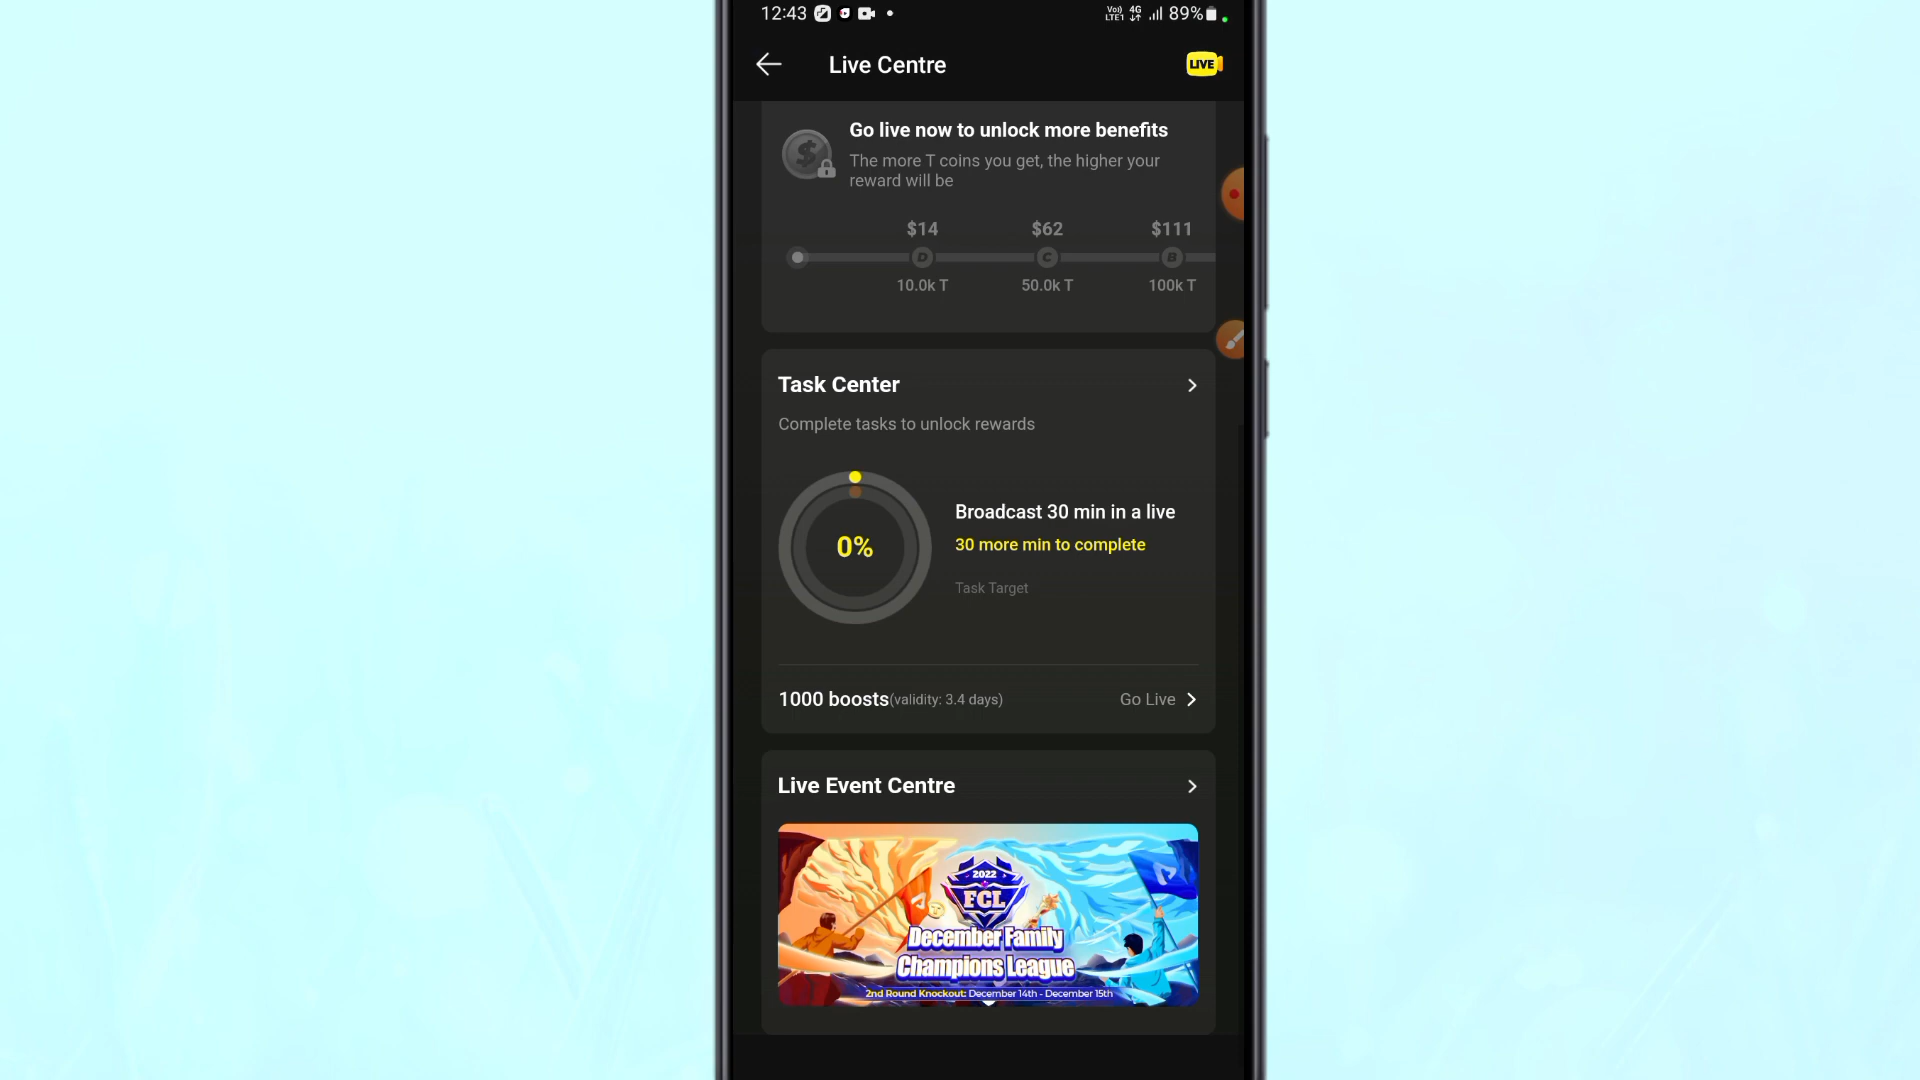 12:43
Vo) 4G 89%
LTE1
Live Centre
LIVE
Go live now to unlock more benefits
The more T coins you get, the higher your
reward will be
$14 $62 $111
D C B
10.0k T 50.0k T 100k T
Task Center
Complete tasks to unlock rewards
Broadcast 30 min in a live
0%
30 more min to complete
Task Target
1000 boosts(validity: 3.4 days) Go Live
Live Event Centre
2022
FCL
December Family
Champions League
2nd Round Knockout: December 14th - December 15th